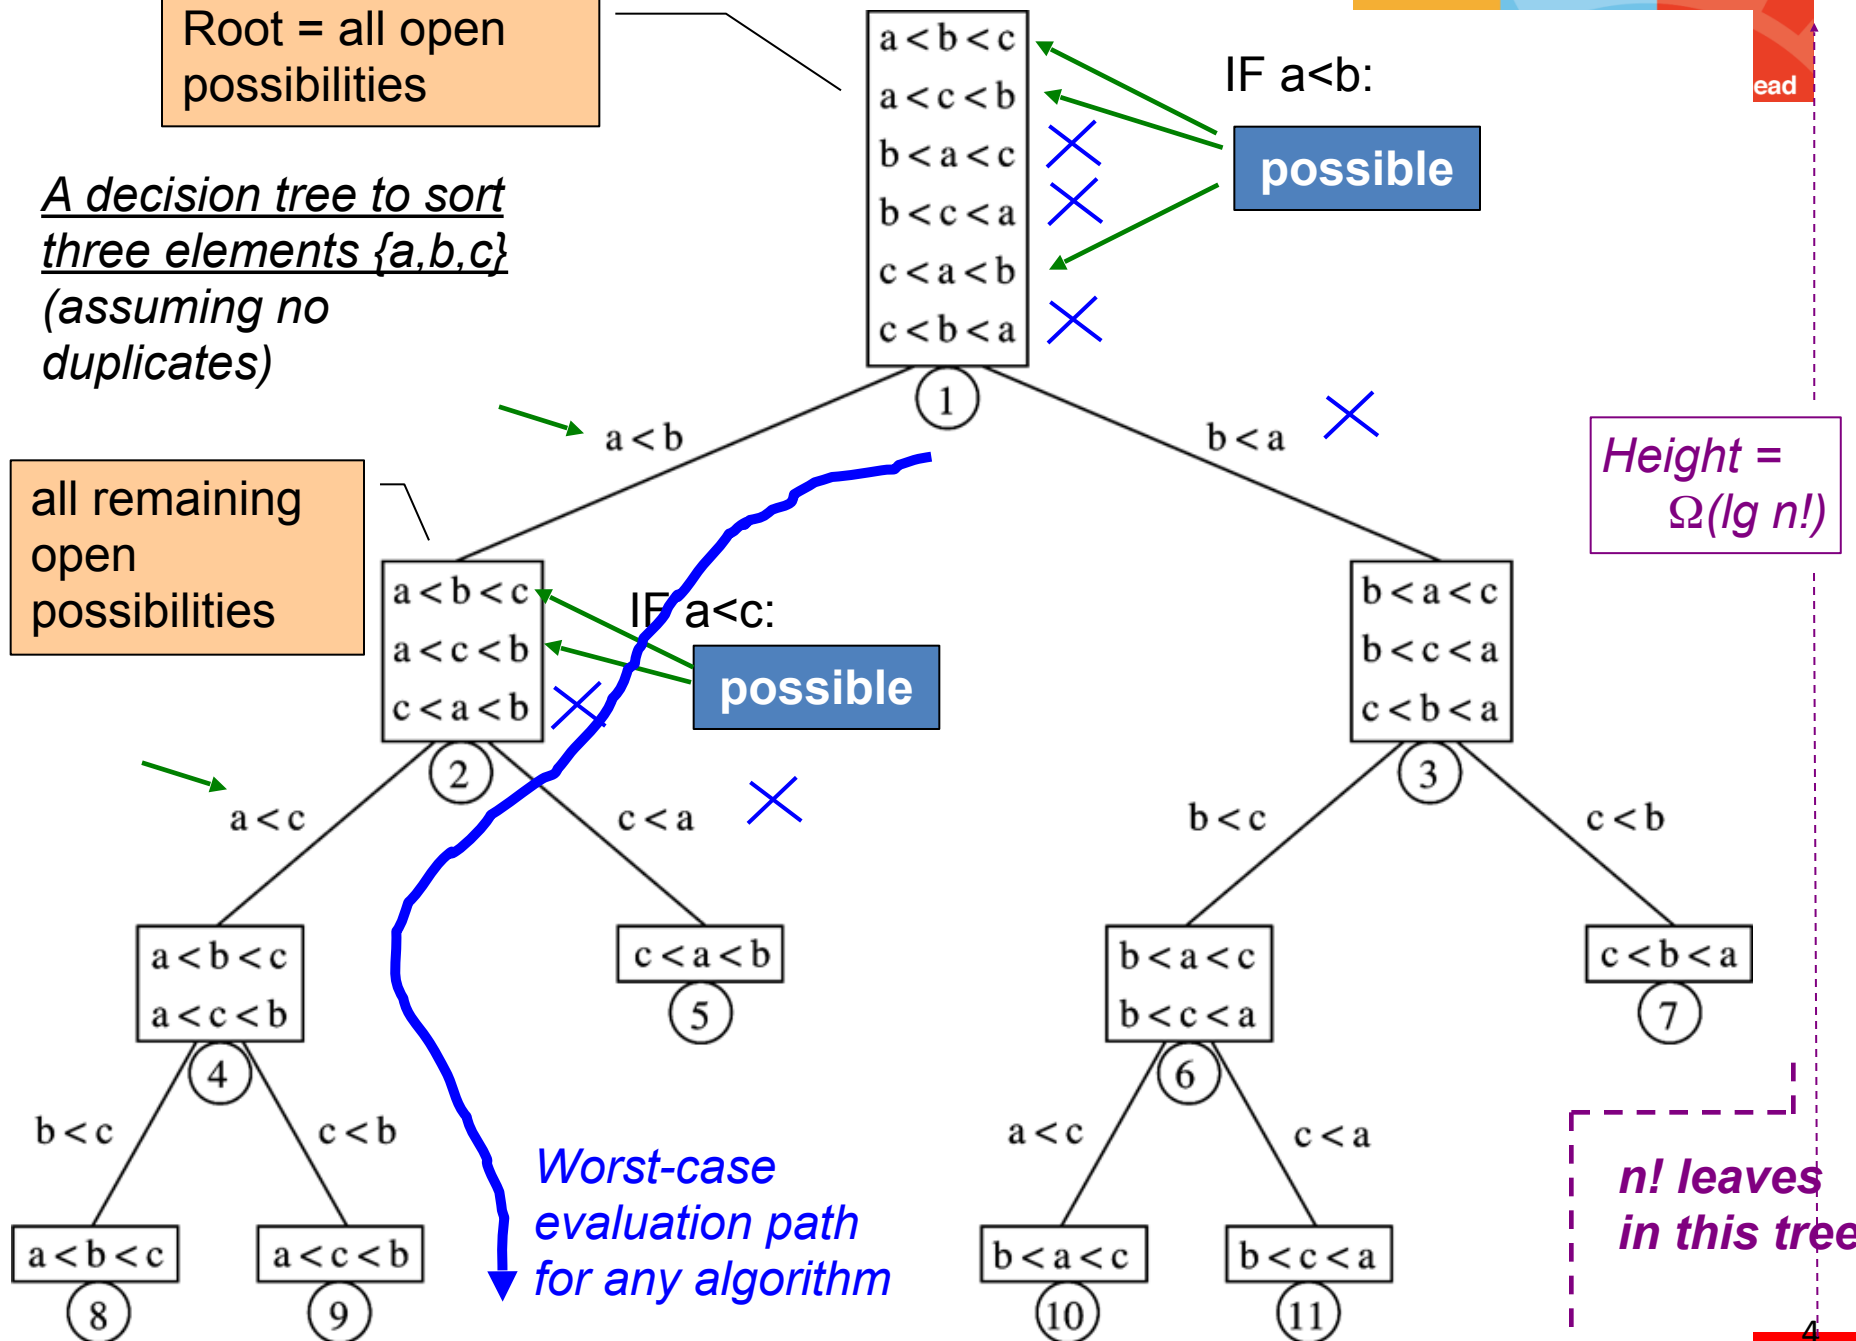 Root = all open
possibilities
a < b < c
a < c < b
b < a < c
b < c < a
c < a < b
c < b < a
1
IF a<b:
possible
ead
A decision tree to sort
three elements {a,b,c}
(assuming no
duplicates)
a < b
b < a
Height =
Ω(lg n!)
all remaining
open
possibilities
a < b < c
a < c < b
c < a < b
2
IF a<c:
possible
b < a < c
b < c < a
c < b < a
3
a < c
c < a
b < c
c < b
a < b < c
a < c < b
4
c < a < b
5
b < a < c
b < c < a
6
c < b < a
7
b < c
c < b
a < c
c < a
Worst-case
evaluation path
for any algorithm
n! leaves
in this tree
a < b < c
8
a < c < b
9
b < a < c
10
b < c < a
11
4